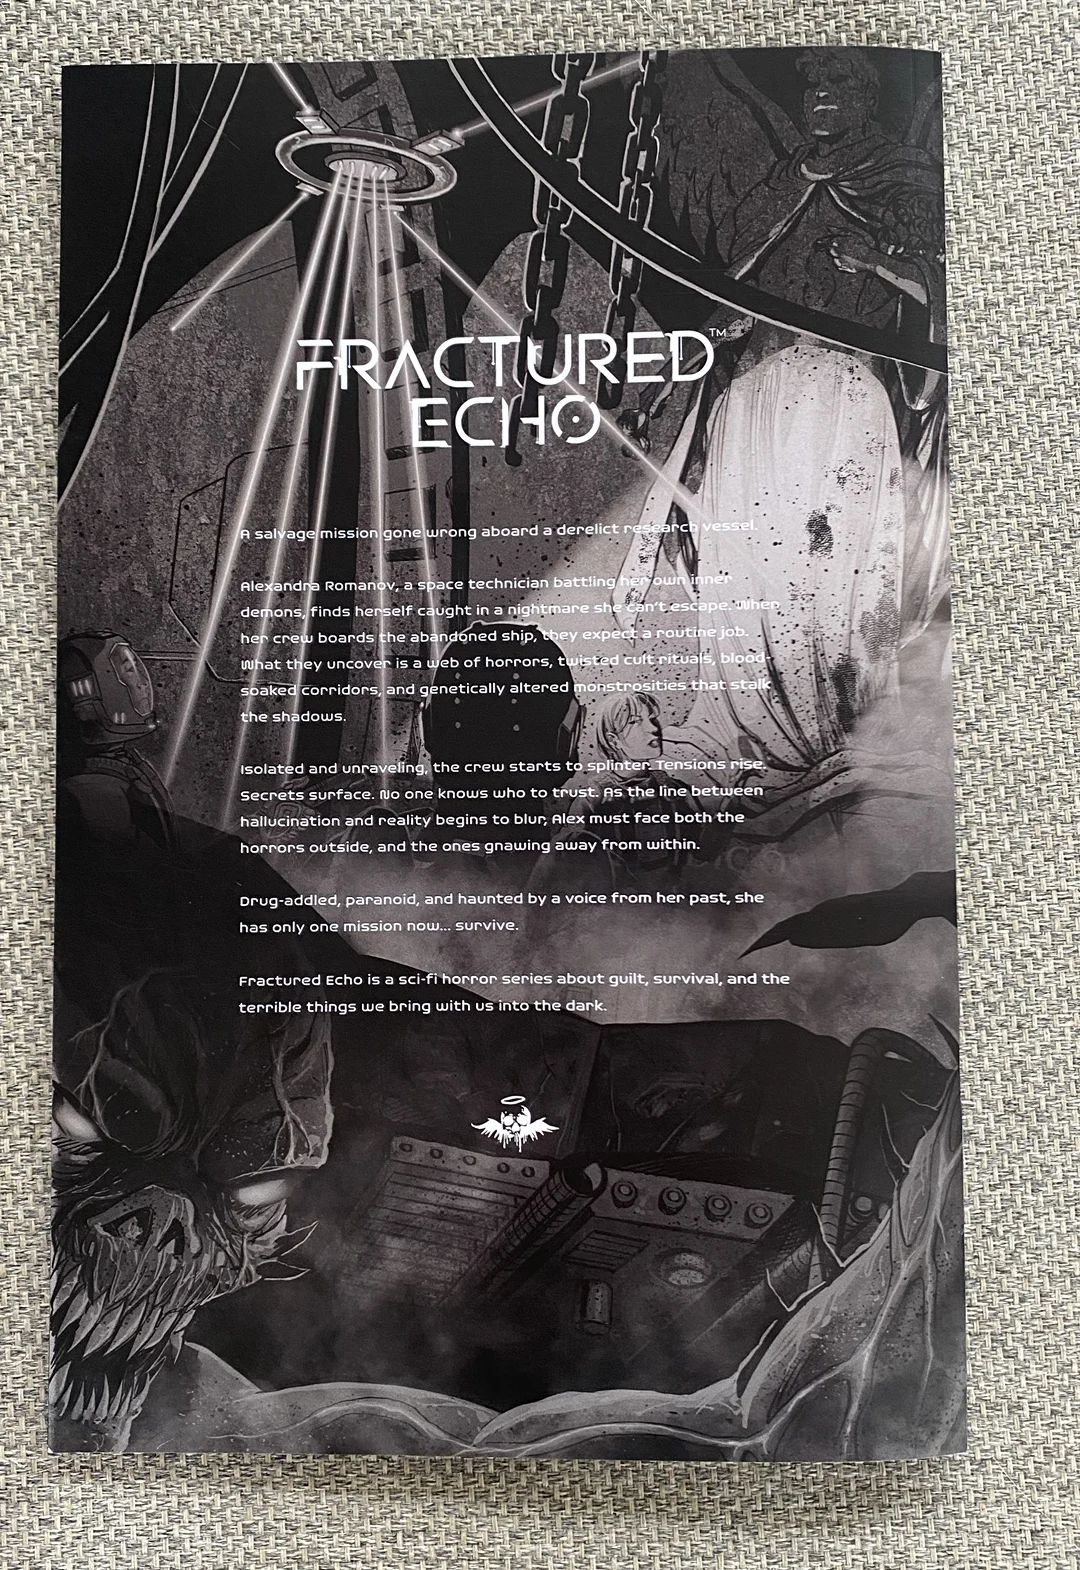 FRACTURED™
ECHO
A salvage mission gone wrong aboard a derelict research vessel.
Alexandra Romanov, a space technician battling her own inner
demons, finds herself caught in a nightmare she can't escape. When
her crew boards the abandoned ship, they expect a routine job.
What they uncover is a web of horrors, twisted cult rituals, blood-
soaked corridors, and genetically altered monstrosities that stalk
the shadows.
Isolated and unraveling, the crew starts to splinter. Tensions rise.
Secrets surface. No one knows who to trust. As the line between
hallucination and reality begins to blur, Alex must face both the
horrors outside, and the ones gnawing away from within.
Drug-addled, paranoid, and haunted by a voice from her past, she
has only one mission now... survive.
Fractured Echo is a sci-fi horror series about guilt, survival, and the
terrible things we bring with us into the dark.